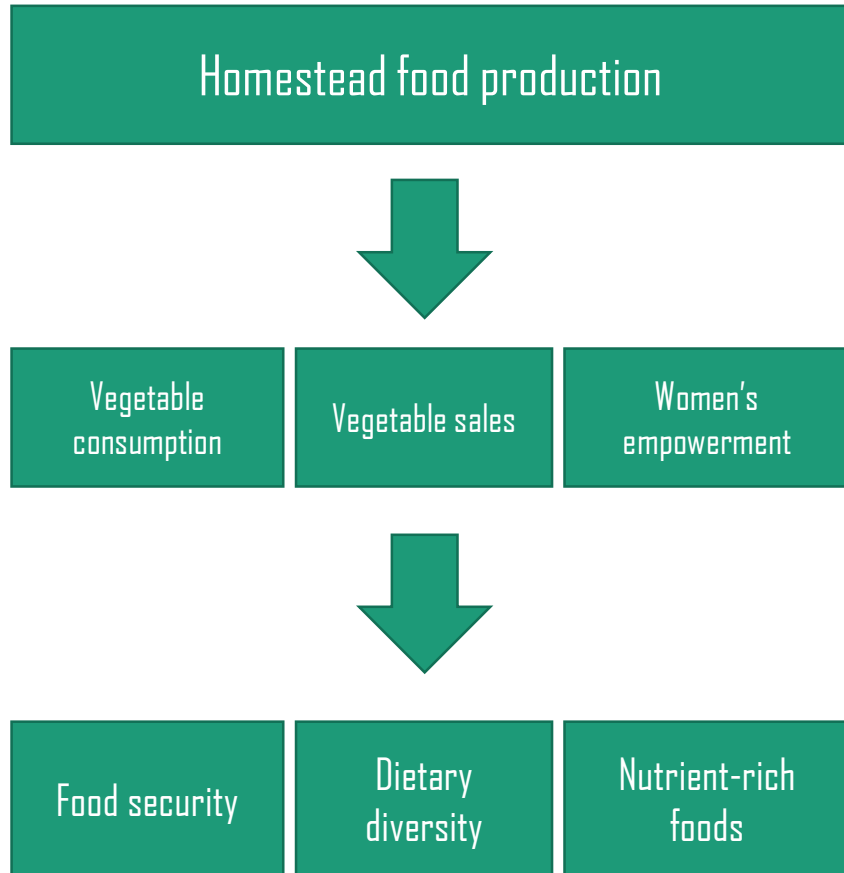 Homestead food production
Vegetable
consumption
Vegetable sales
Women's
empowerment
Food security
Dietary
diversity
Nutrient-rich
foods